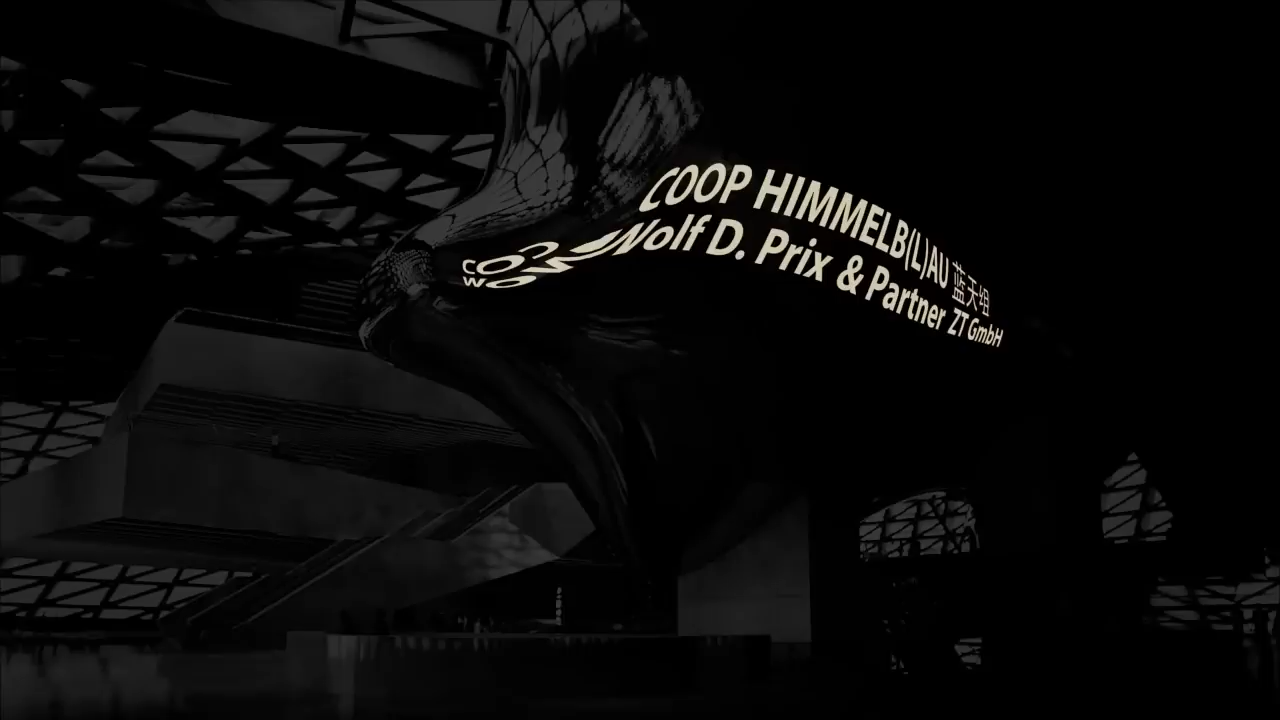 COOP HIMMELB(L)AU 蓝天组
Wolf D. Prix & Partner ZT GmbH